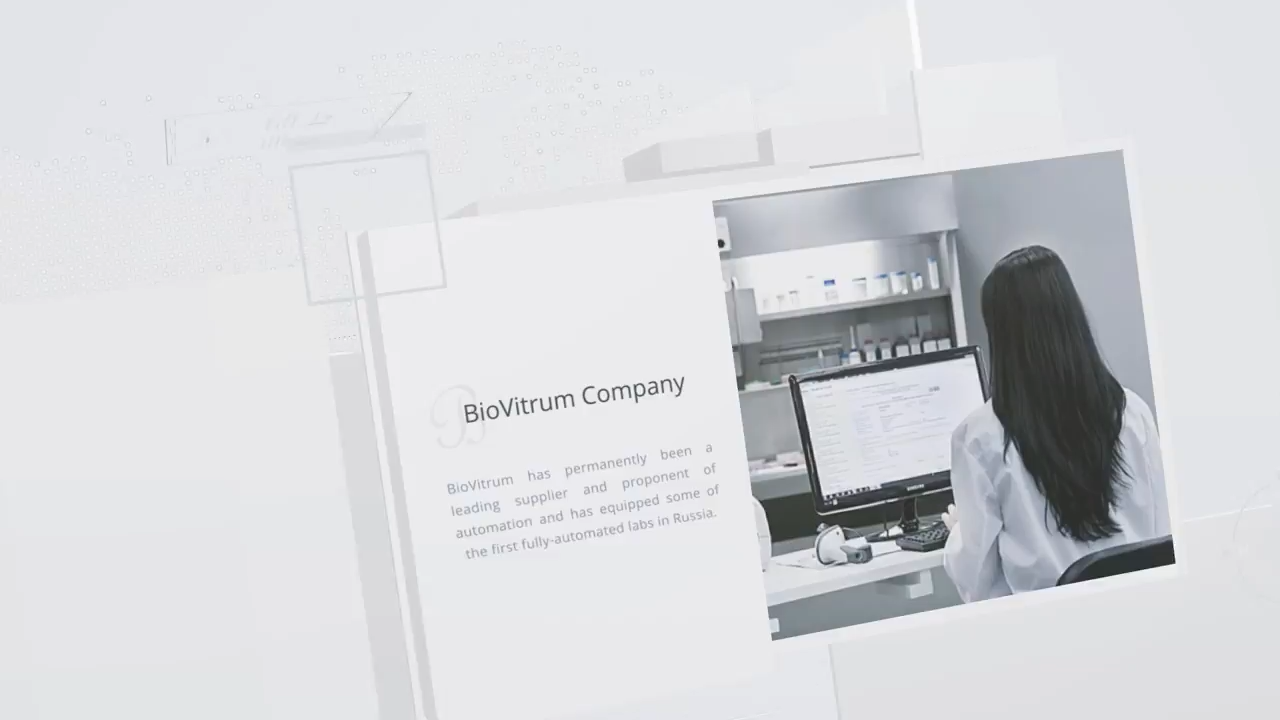 BioVitrum Company
BioVitrum has permanently been a
leading supplier and proponent of
automation and has equipped some of
the first fully-automated labs in Russia.
SAMSUNG